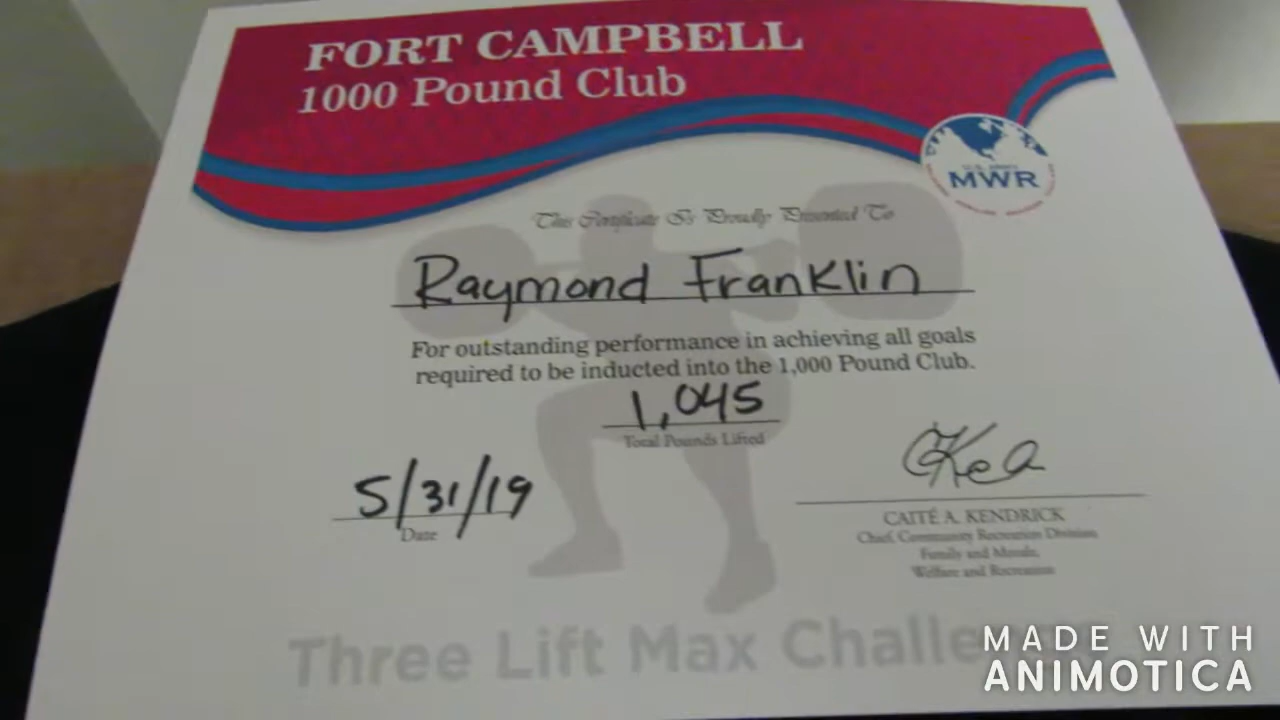 FORT CAMPBELL
1000 Pound Club
U.S. ARMY
MWR
This Certificate Is Proudly Presented To
Raymond Franklin
For outstanding performance in achieving all goals
required to be inducted into the 1,000 Pound Club.
1,045
Total Pounds Lifted
5/31/19
Date
CAITÉ A. KENDRICK
Chief, Community Recreation Division
Family and Morale,
Welfare and Recreation
Three Lift Max Challe
MADE WITH
ANIMOTICA